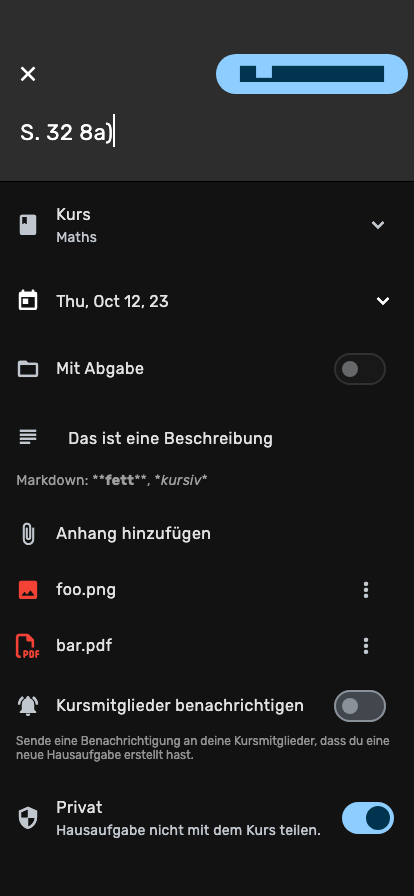 S. 32 8a)
Kurs
Maths
Thu, Oct 12, 23
Mit Abgabe
Das ist eine Beschreibung
Markdown: **fett**, *kursiv*
Anhang hinzufügen
foo.png
PDF
bar.pdf
Kursmitglieder benachrichtigen
Sende eine Benachrichtigung an deine Kursmitglieder, dass du eine
neue Hausaufgabe erstellt hast.
Privat
Hausaufgabe nicht mit dem Kurs teilen.